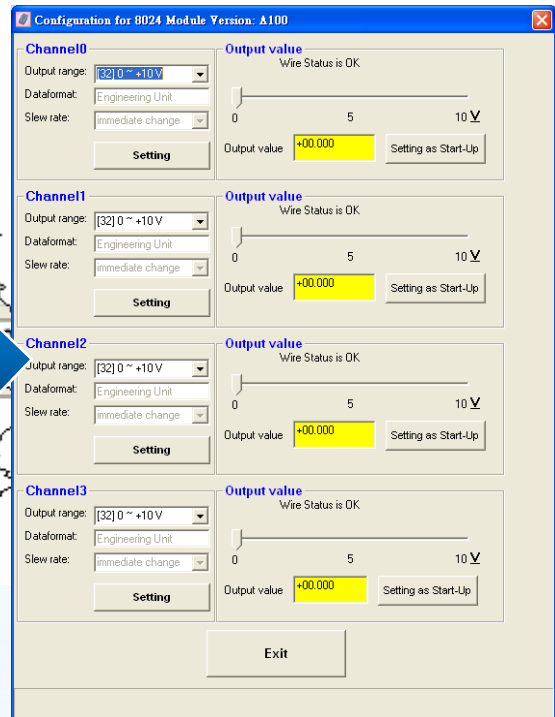 Configuration for 8024 Module Version: A100
Channel0
Output range: [32] 0 ~ +10 V
Dataformat: Engineering Unit
Slew rate: immediate change
Setting
Output value
Wire Status is OK
0 5 10 V
Output value +00.000 Setting as Start-Up
Channel1
Output range: [32] 0 ~ +10 V
Dataformat: Engineering Unit
Slew rate: immediate change
Setting
Output value
Wire Status is OK
0 5 10 V
Output value +00.000 Setting as Start-Up
Channel2
Output range: [32] 0 ~ +10 V
Dataformat: Engineering Unit
Slew rate: immediate change
Setting
Output value
Wire Status is OK
0 5 10 V
Output value +00.000 Setting as Start-Up
Channel3
Output range: [32] 0 ~ +10 V
Dataformat: Engineering Unit
Slew rate: immediate change
Setting
Output value
Wire Status is OK
0 5 10 V
Output value +00.000 Setting as Start-Up
Exit